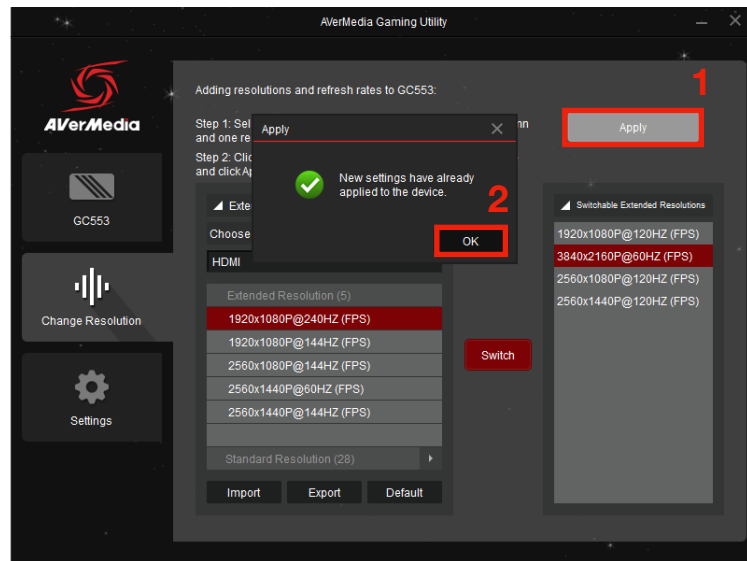 AVerMedia Gaming Utility
AVerMedia
GC553
Change Resolution
Settings
Adding resolutions and refresh rates to GC553:
Step 1: Sel
and one re
Step 2: Clic
and click Ap
1
Apply
Apply
New settings have already
applied to the device.
2
OK
Exte
Choose
HDMI
Extended Resolution (5)
1920x1080P@240HZ (FPS)
1920x1080P@144HZ (FPS)
2560x1080P@144HZ (FPS)
2560x1440P@60HZ (FPS)
2560x1440P@144HZ (FPS)
Standard Resolution (28)
Import Export Default
Switch
Switchable Extended Resolutions
1920x1080P@120HZ (FPS)
3840x2160P@60HZ (FPS)
2560x1080P@120HZ (FPS)
2560x1440P@120HZ (FPS)